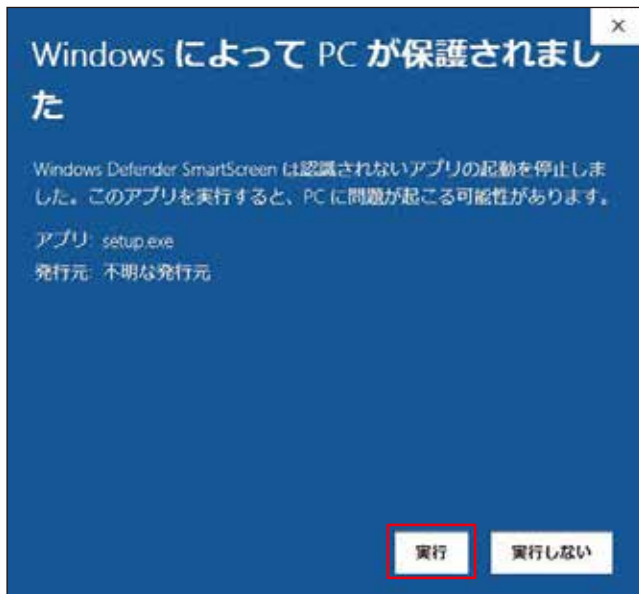 ×
Windows によって PC が保護されまし
た
Windows Defender SmartScreen は認識されないアプリの起動を停止しま
した。このアプリを実行すると、PC に問題が起こる可能性があります。
アプリ: setup.exe
発行元: 不明な発行元
実行 実行しない